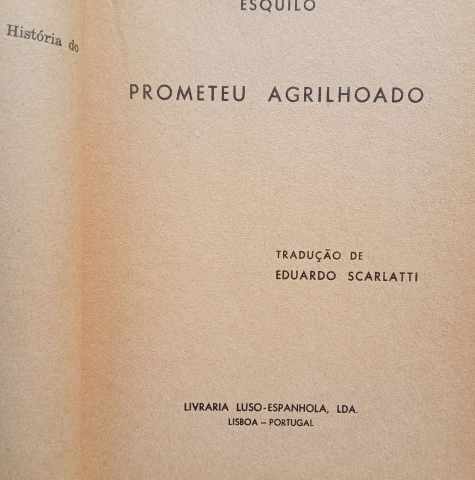 História do
ESQUILO
PROMETEU AGRILHOADO
TRADUÇÃO DE
EDUARDO SCARLATTI
LIVRARIA LUSO-ESPANHOLA, LDA.
LISBOA – PORTUGAL